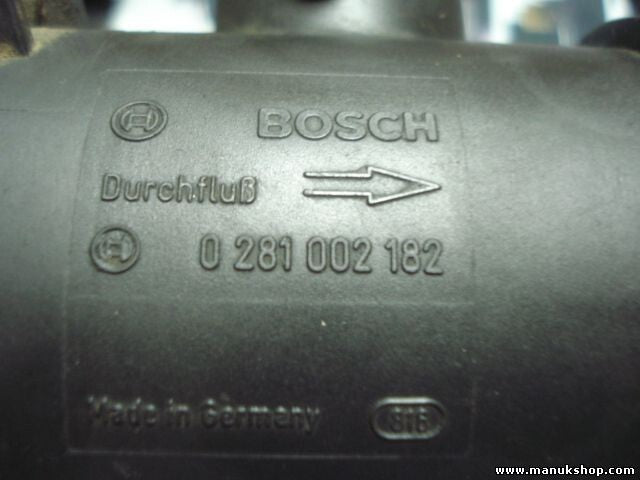 BOSCH
Durchfluß
0 281 002 182
Made in Germany 816
www.manukshop.com